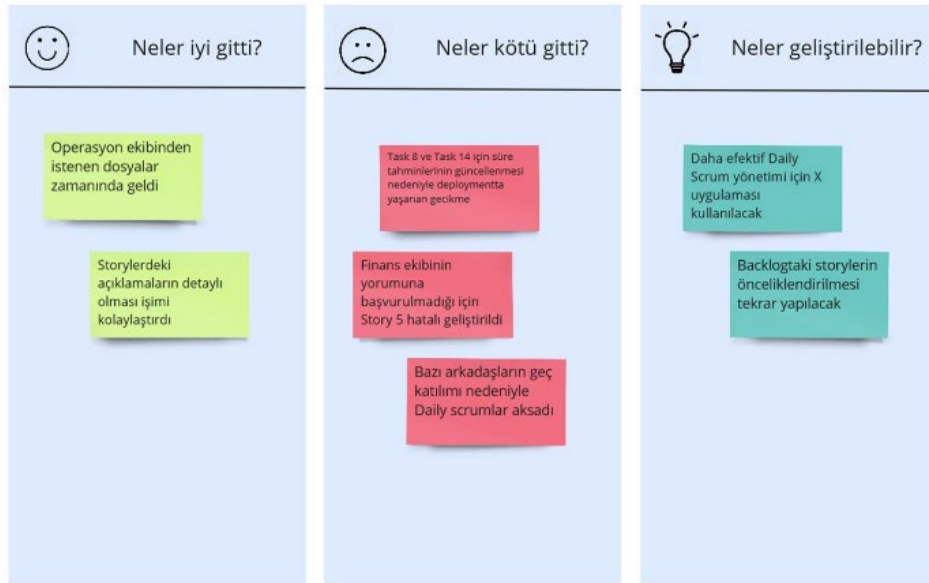 Neler iyi gitti?
Operasyon ekibinden
istenen dosyalar
zamanında geldi
Storylerdeki
açıklamaların detaylı
olması işimi
kolaylaştırdı
Neler kötü gitti?
Task 8 ve Task 14 için süre
tahminlerinin güncellenmesi
nedeniyle deploymentta
yaşanan gecikme
Finans ekibinin
yorumuna
başvurulmadığı için
Story 5 hatalı geliştirildi
Bazı arkadaşların geç
katılımı nedeniyle
Daily scrumlar aksadı
Neler geliştirilebilir?
Daha efektif Daily
Scrum yönetimi için X
uygulaması
kullanılacak
Backlogtaki storylerin
önceliklendirilmesi
tekrar yapılacak